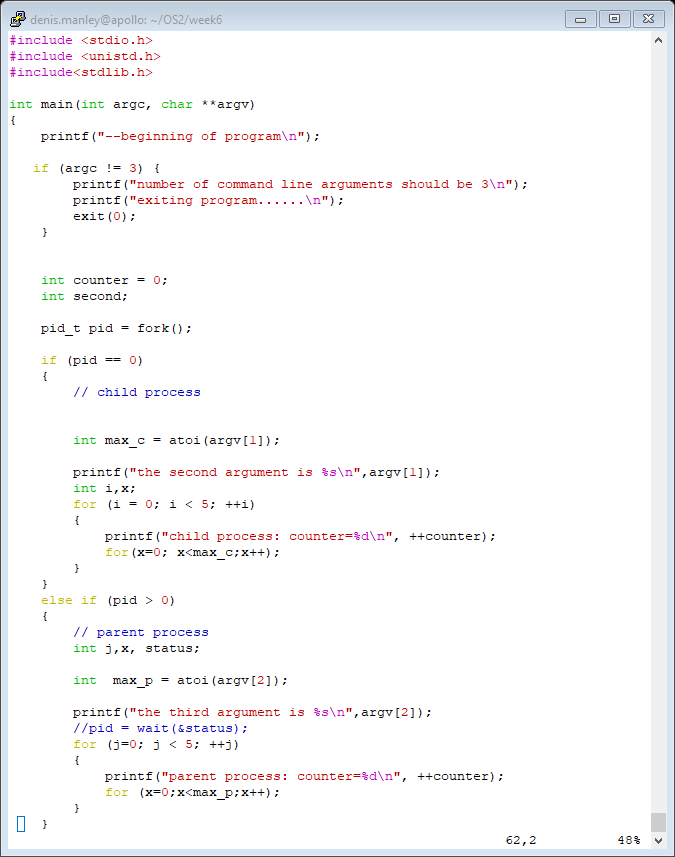 denis.manley@apollo: ~/OS2/week6
#include <stdio.h>
#include <unistd.h>
#include<stdlib.h>
int main(int argc, char **argv)
{
    printf("--beginning of program\n");
   if (argc != 3) {
        printf("number of command line arguments should be 3\n");
        printf("exiting program......\n");
        exit(0);
    }
    int counter = 0;
    int second;
    pid_t pid = fork();
    if (pid == 0)
    {
        // child process
        int max_c = atoi(argv[1]);
        printf("the second argument is %s\n",argv[1]);
        int i,x;
        for (i = 0; i < 5; ++i)
        {
            printf("child process: counter=%d\n", ++counter);
            for(x=0; x<max_c;x++);
        }
    }
    else if (pid > 0)
    {
        // parent process
        int j,x, status;
        int  max_p = atoi(argv[2]);
        printf("the third argument is %s\n",argv[2]);
        //pid = wait(&status);
        for (j=0; j < 5; ++j)
        {
            printf("parent process: counter=%d\n", ++counter);
            for (x=0;x<max_p;x++);
        }
    }
62,2 48%